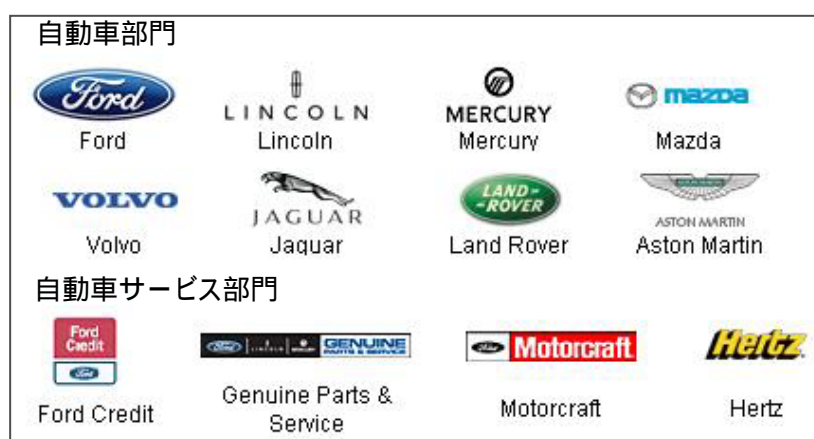 自動車部門
Ford
LINCOLN
MERCURY
mazda
Ford
Lincoln
Mercury
Mazda
VOLVO
JAGUAR
LAND-
-ROVER
ASTON MARTIN
Volvo
Jaguar
Land Rover
Aston Martin
自動車サービス部門
Ford
Credit
Ford
GENUINE
PARTS & SERVICE
Motorcraft
Hertz
Ford Credit
Genuine Parts &
Service
Motorcraft
Hertz